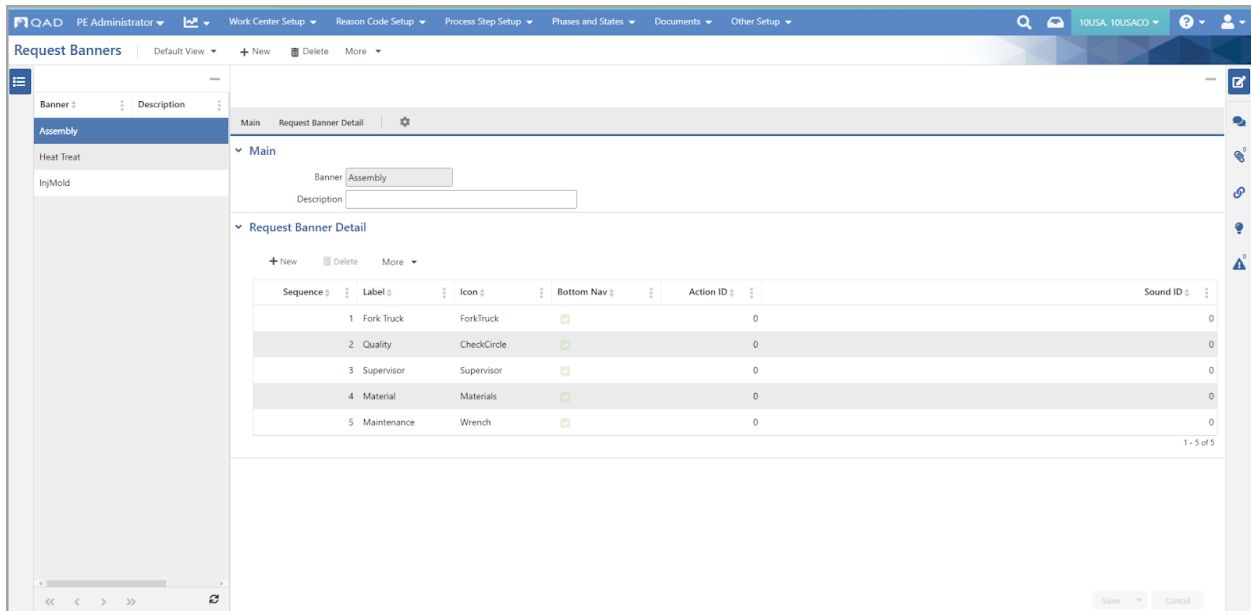 QAD PE Administrator Work Center Setup Reason Code Setup Process Step Setup Phases and States Documents Other Setup 10USA, 10USACO
Request Banners Default View + New Delete More
Banner Description
Assembly
Heat Treat
InjMold
Main Request Banner Detail
Main
Banner Assembly
Description
Request Banner Detail
+ New Delete More
Sequence Label Icon Bottom Nav Action ID Sound ID
1 Fork Truck ForkTruck 0 0
2 Quality CheckCircle 0 0
3 Supervisor Supervisor 0 0
4 Material Materials 0 0
5 Maintenance Wrench 0 0
1 - 5 of 5
Save Cancel
0
0